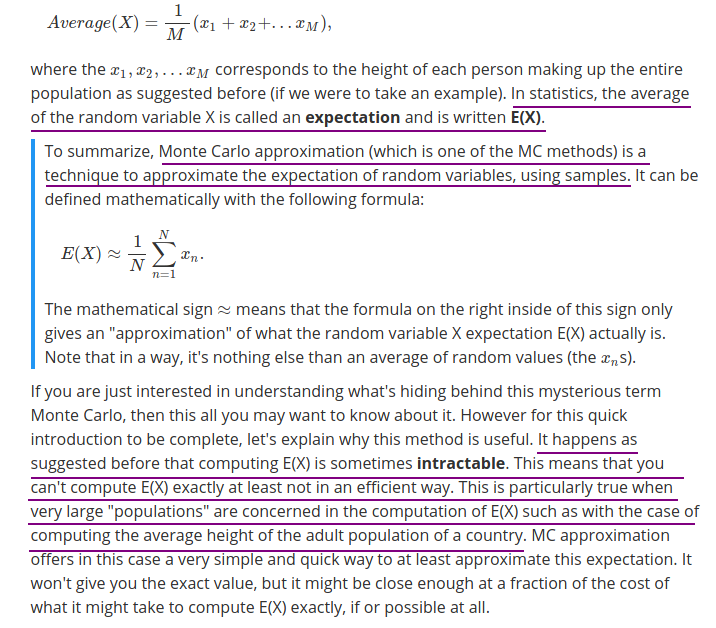 Average(X) = 1/M (x₁ + x₂+...x_M),
where the x₁, x₂, ... x_M corresponds to the height of each person making up the entire
population as suggested before (if we were to take an example). In statistics, the average
of the random variable X is called an expectation and is written E(X).
To summarize, Monte Carlo approximation (which is one of the MC methods) is a
technique to approximate the expectation of random variables, using samples. It can be
defined mathematically with the following formula:
E(X) ≈ 1/N ∑_{n=1}^{N} x_n.
The mathematical sign ≈ means that the formula on the right inside of this sign only
gives an "approximation" of what the random variable X expectation E(X) actually is.
Note that in a way, it's nothing else than an average of random values (the x_ns).
If you are just interested in understanding what's hiding behind this mysterious term
Monte Carlo, then this all you may want to know about it. However for this quick
introduction to be complete, let's explain why this method is useful. It happens as
suggested before that computing E(X) is sometimes intractable. This means that you
can't compute E(X) exactly at least not in an efficient way. This is particularly true when
very large "populations" are concerned in the computation of E(X) such as with the case of
computing the average height of the adult population of a country. MC approximation
offers in this case a very simple and quick way to at least approximate this expectation. It
won't give you the exact value, but it might be close enough at a fraction of the cost of
what it might take to compute E(X) exactly, if or possible at all.